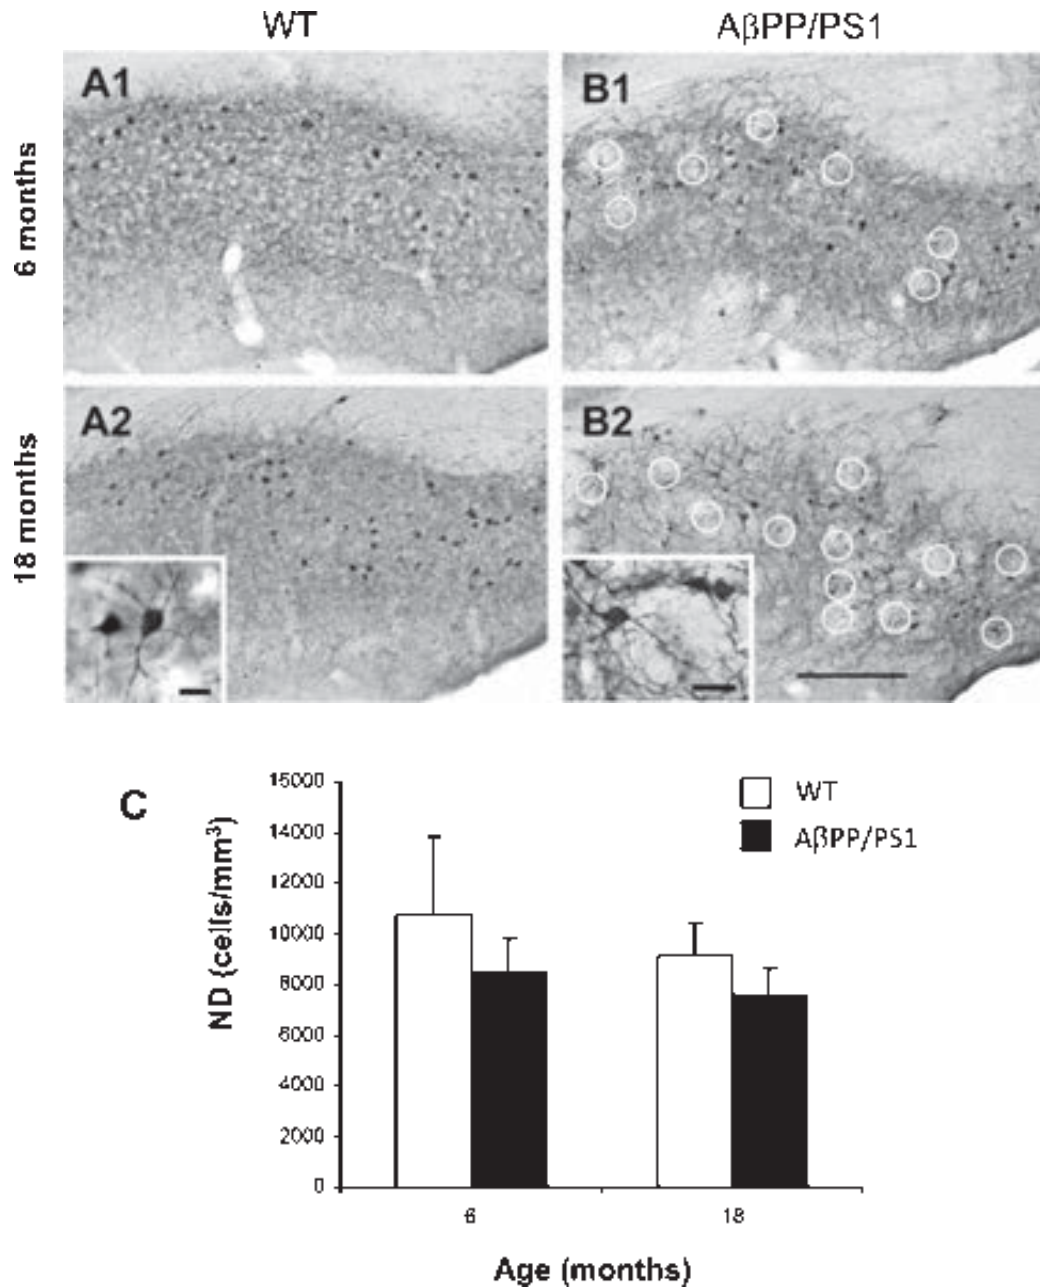 WT AβPP/PS1
6 months
A1 B1
18 months
A2 B2
C
ND (cells/mm³)
15000
14000
12000
10000
8000
6000
4000
2000
0
WT
AβPP/PS1
6 18
Age (months)